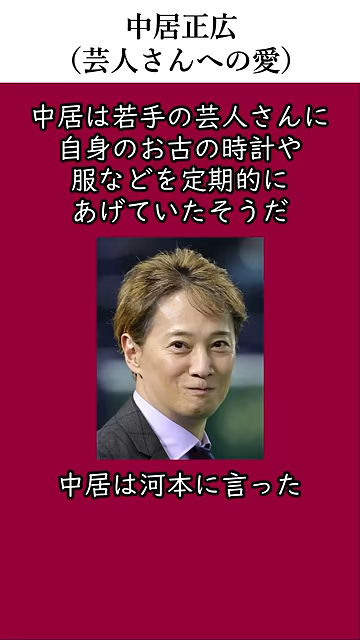 中居正広
（芸人さんへの愛）
中居は若手の芸人さんに
自身のお古の時計や
服などを定期的に
あげていたそうだ
中居は河本に言った